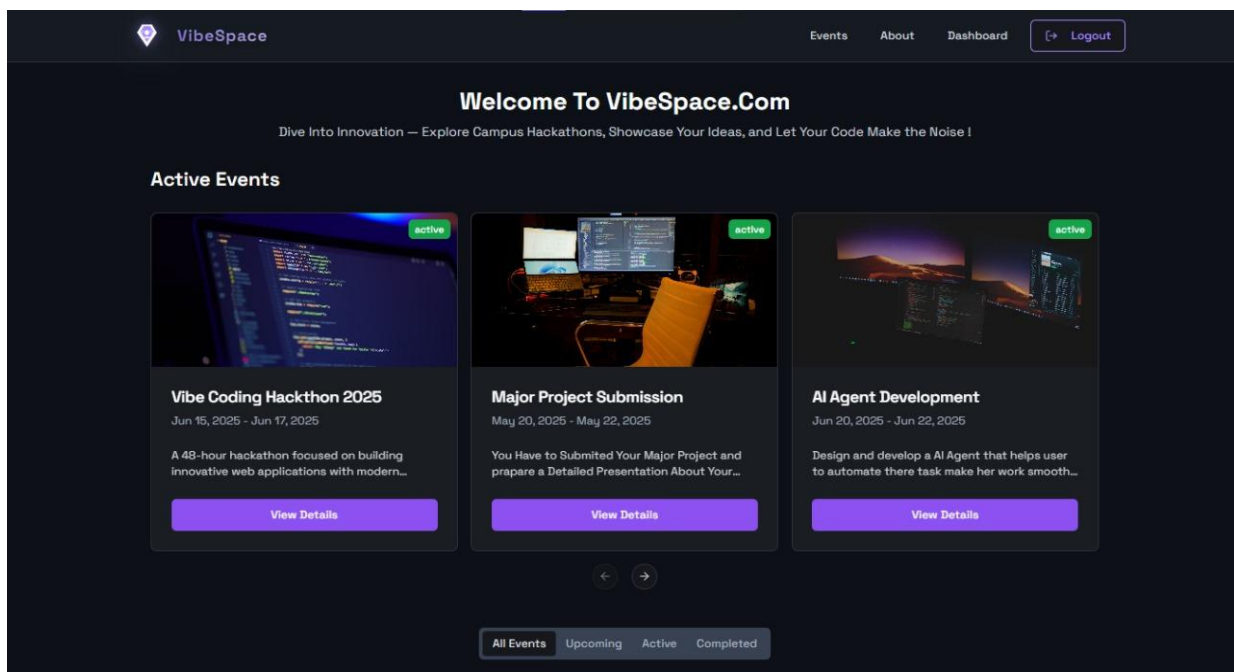 VibeSpace
Events About Dashboard Logout
Welcome To VibeSpace.Com
Dive Into Innovation — Explore Campus Hackathons, Showcase Your Ideas, and Let Your Code Make the Noise !
Active Events
active
active
active
Vibe Coding Hackthon 2025
Jun 15, 2025 - Jun 17, 2025
A 48-hour hackathon focused on building
innovative web applications with modern...
View Details
Major Project Submission
May 20, 2025 - May 22, 2025
You Have to Submited Your Major Project and
prapare a Detailed Presentation About Your...
View Details
AI Agent Development
Jun 20, 2025 - Jun 22, 2025
Design and develop a AI Agent that helps user
to automate there task make her work smooth...
View Details
All Events Upcoming Active Completed